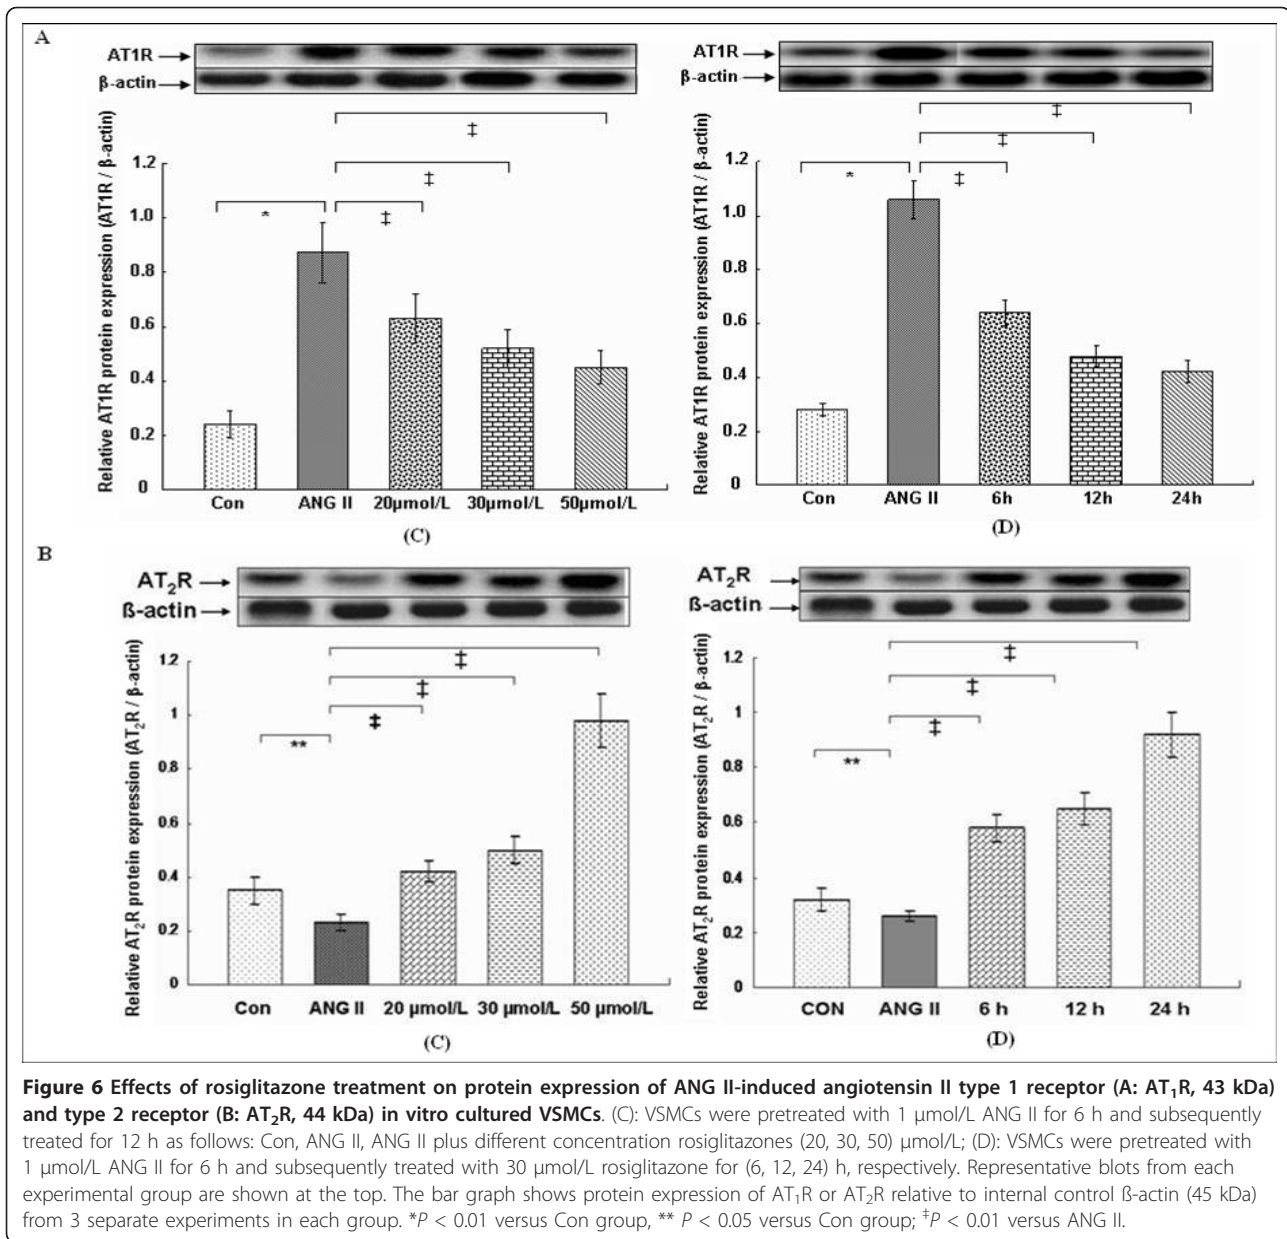 A
AT1R
β-actin
Relative AT1R protein expression (AT1R / β-actin)
1.2
1.0
0.8
0.6
0.4
0.2
0
*
‡
‡
‡
Con ANG II 20μmol/L 30μmol/L 50μmol/L
(C)
AT1R
β-actin
Relative AT1R protein expression (AT1R / β-actin)
1.2
1.0
0.8
0.6
0.4
0.2
0
*
‡
‡
‡
Con ANG II 6h 12h 24h
(D)
B
AT₂R
ß-actin
Relative AT₂R protein expression (AT₂R / β-actin)
1.2
1
0.8
0.6
0.4
0.2
0
**
‡
‡
‡
Con ANG II 20 μmol/L 30 μmol/L 50 μmol/L
(C)
AT₂R
ß-actin
Relative AT₂R protein expression (AT₂R / β-actin)
1.2
1
0.8
0.6
0.4
0.2
0
**
‡
‡
‡
CON ANG II 6 h 12 h 24 h
(D)
Figure 6 Effects of rosiglitazone treatment on protein expression of ANG II-induced angiotensin II type 1 receptor (A: AT₁R, 43 kDa)
and type 2 receptor (B: AT₂R, 44 kDa) in vitro cultured VSMCs. (C): VSMCs were pretreated with 1 μmol/L ANG II for 6 h and subsequently
treated for 12 h as follows: Con, ANG II, ANG II plus different concentration rosiglitazones (20, 30, 50) μmol/L; (D): VSMCs were pretreated with
1 μmol/L ANG II for 6 h and subsequently treated with 30 μmol/L rosiglitazone for (6, 12, 24) h, respectively. Representative blots from each
experimental group are shown at the top. The bar graph shows protein expression of AT₁R or AT₂R relative to internal control ß-actin (45 kDa)
from 3 separate experiments in each group. *P < 0.01 versus Con group, ** P < 0.05 versus Con group; ‡P < 0.01 versus ANG II.